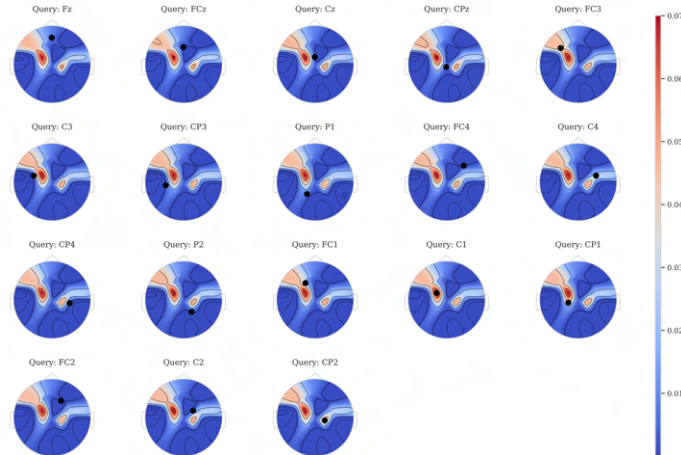 Query: Fz
Query: FCz
Query: Cz
Query: CPz
Query: FC3
0.07
0.06
Query: C3
Query: CP3
Query: P1
Query: FC4
Query: C4
0.05
0.04
Query: CP4
Query: P2
Query: FC1
Query: C1
Query: CP1
0.03
0.02
Query: FC2
Query: C2
Query: CP2
0.01